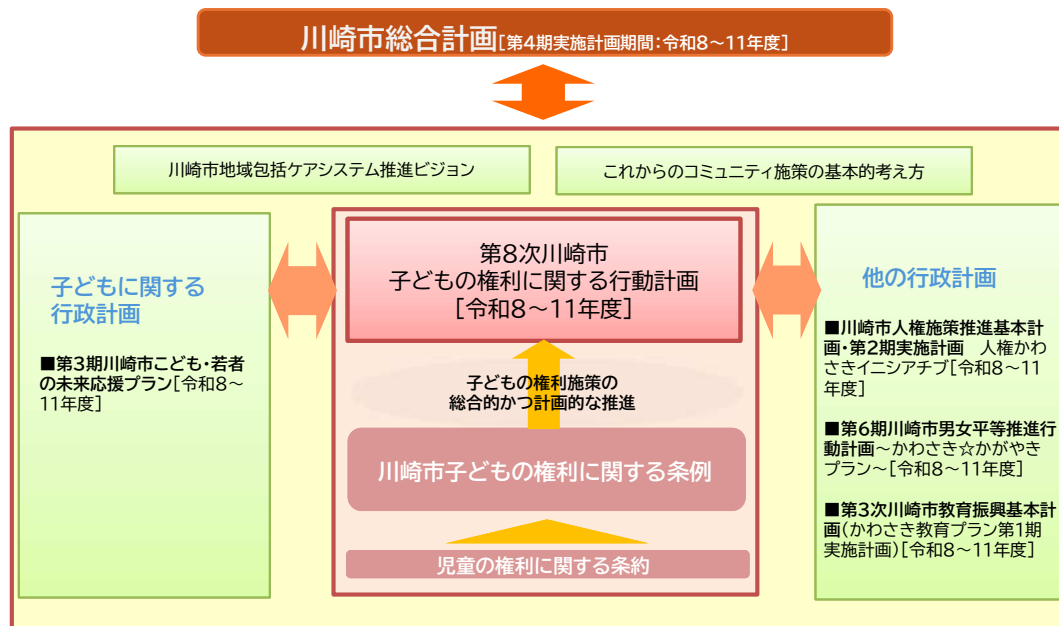 川崎市総合計画[第4期実施計画期間:令和8～11年度]
川崎市地域包括ケアシステム推進ビジョン
これからのコミュニティ施策の基本的考え方
子どもに関する
行政計画
■第3期川崎市こども・若者
の未来応援プラン[令和8～
11年度]
第8次川崎市
子どもの権利に関する行動計画
[令和8～11年度]
子どもの権利施策の
総合的かつ計画的な推進
川崎市子どもの権利に関する条例
児童の権利に関する条約
他の行政計画
■川崎市人権施策推進基本計
画・第2期実施計画　人権かわ
さきイニシアチブ[令和8～11
年度]
■第6期川崎市男女平等推進行
動計画～かわさき☆かがやき
プラン～[令和8～11年度]
■第3次川崎市教育振興基本計
画(かわさき教育プラン第1期
実施計画)[令和8～11年度]